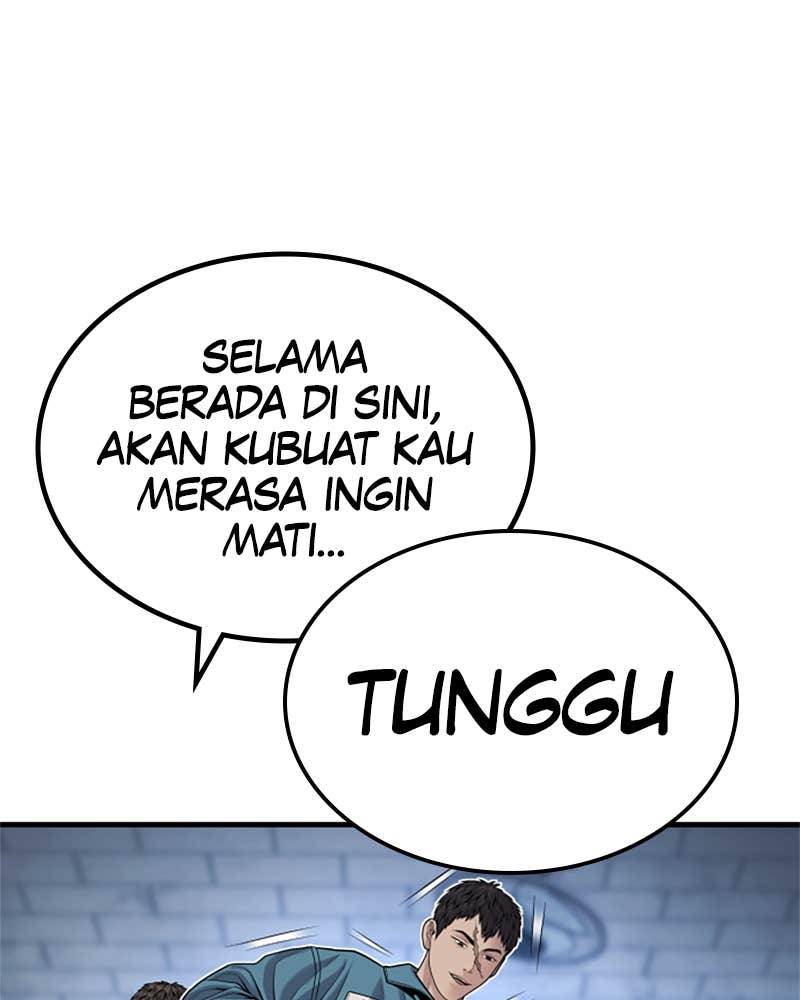 SELAMA
BERADA DI SINI,
AKAN KUBUAT KAU
MERASA INGIN
MATI...
TUNGGU